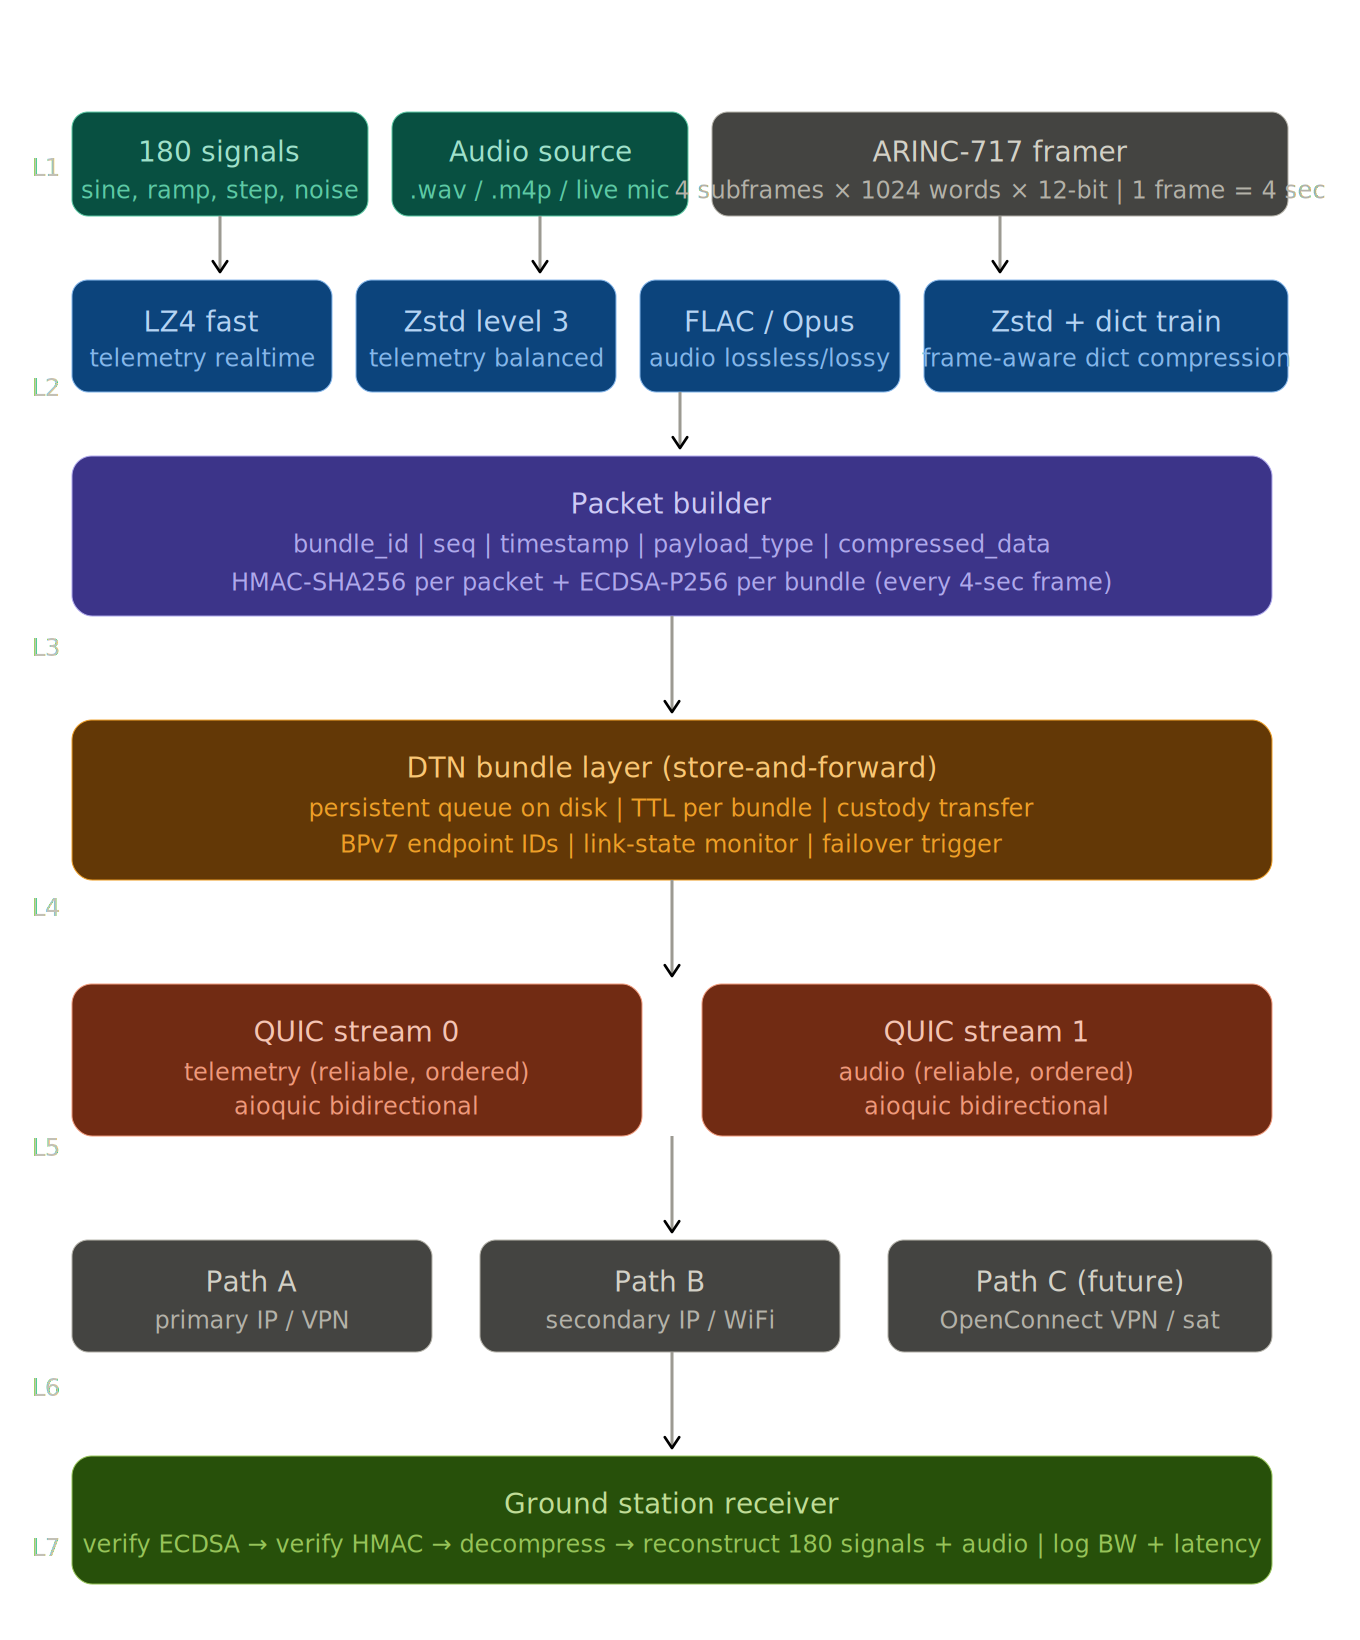 L1
180 signals
sine, ramp, step, noise
Audio source
.wav / .m4p / live mic
ARINC-717 framer
4 subframes × 1024 words × 12-bit | 1 frame = 4 sec
L2
LZ4 fast
telemetry realtime
Zstd level 3
telemetry balanced
FLAC / Opus
audio lossless/lossy
Zstd + dict train
frame-aware dict compression
Packet builder
bundle_id | seq | timestamp | payload_type | compressed_data
HMAC-SHA256 per packet + ECDSA-P256 per bundle (every 4-sec frame)
L3
DTN bundle layer (store-and-forward)
persistent queue on disk | TTL per bundle | custody transfer
BPv7 endpoint IDs | link-state monitor | failover trigger
L4
QUIC stream 0
telemetry (reliable, ordered)
aioquic bidirectional
QUIC stream 1
audio (reliable, ordered)
aioquic bidirectional
L5
Path A
primary IP / VPN
Path B
secondary IP / WiFi
Path C (future)
OpenConnect VPN / sat
L6
Ground station receiver
L7
verify ECDSA → verify HMAC → decompress → reconstruct 180 signals + audio | log BW + latency